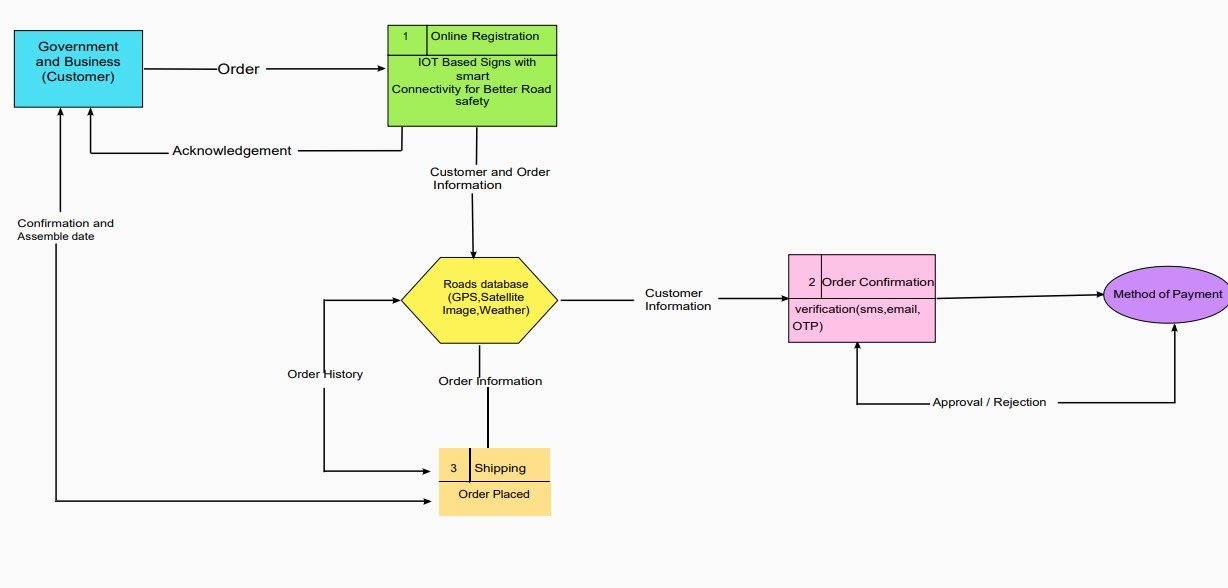 Government
and Business
(Customer)
Order
1
Online Registration
IOT Based Signs with
smart
Connectivity for Better Road
safety
Acknowledgement
Customer and Order
Information
Confirmation and
Assemble date
Roads database
(GPS,Satellite
Image,Weather)
Customer
Information
2
Order Confirmation
verification(sms,email,
OTP)
Method of Payment
Order History
Order Information
Approval / Rejection
3
Shipping
Order Placed